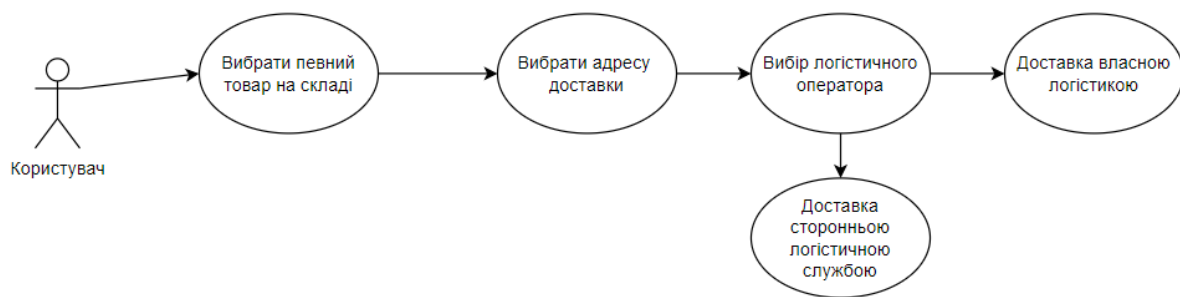 Користувач
Вибрати певний
товар на складі
Вибрати адресу
доставки
Вибір логістичного
оператора
Доставка власною
логістикою
Доставка
сторонньою
логістичною
службою